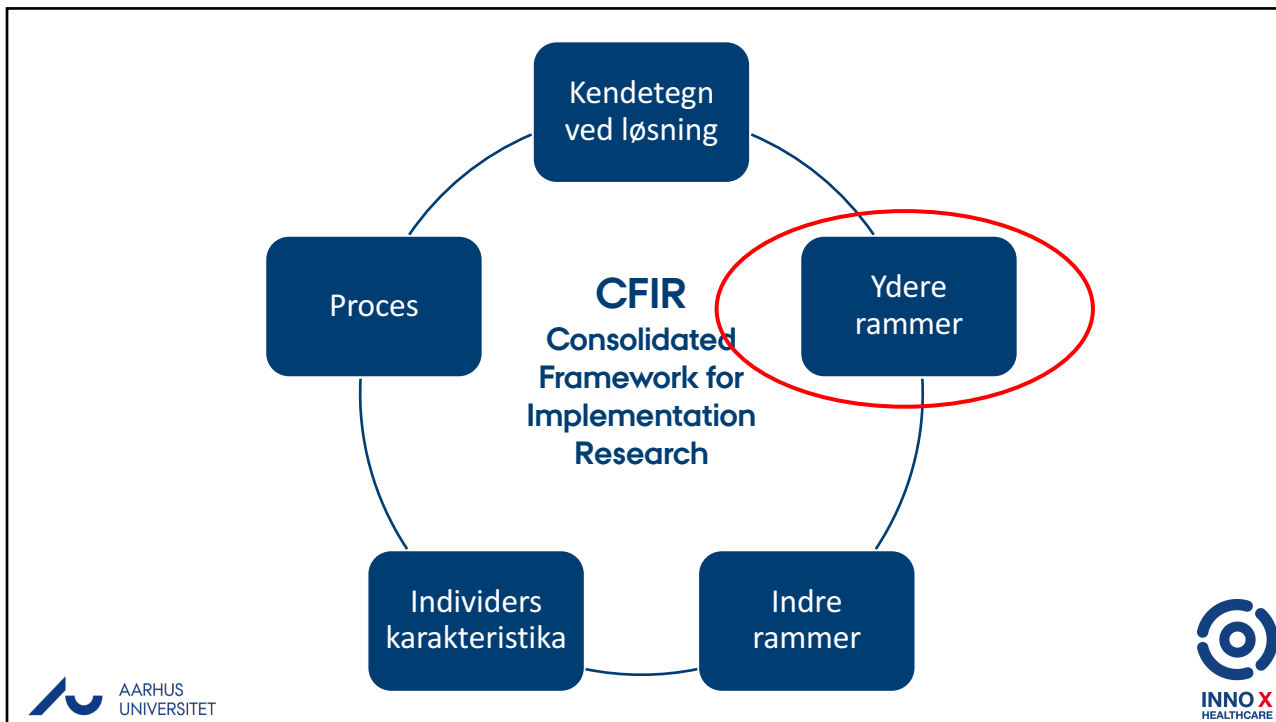 Kendetegn
ved løsning
Ydere
rammer
Proces
CFIR
Consolidated
Framework for
Implementation
Research
Individers
karakteristika
Indre
rammer
AARHUS
UNIVERSITET
INNO X
HEALTHCARE